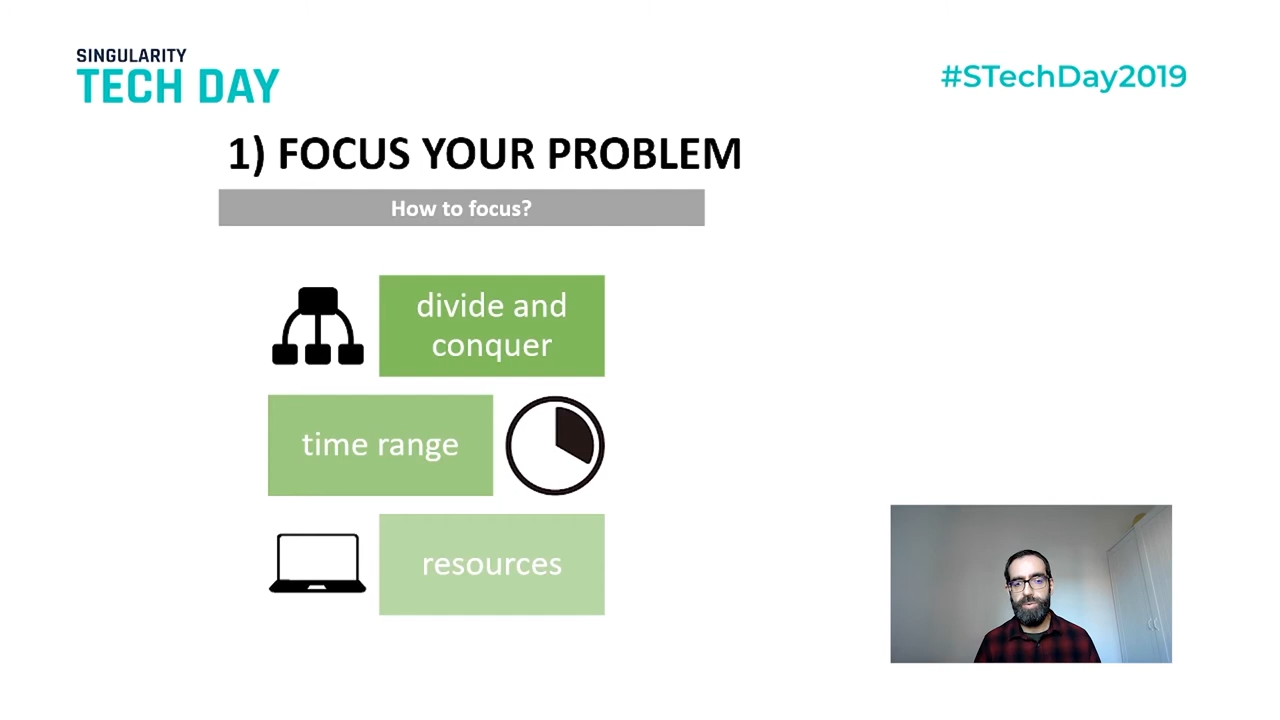 SINGULARITY
TECH DAY
#STechDay2019
1) FOCUS YOUR PROBLEM
How to focus?
divide and
conquer
time range
resources